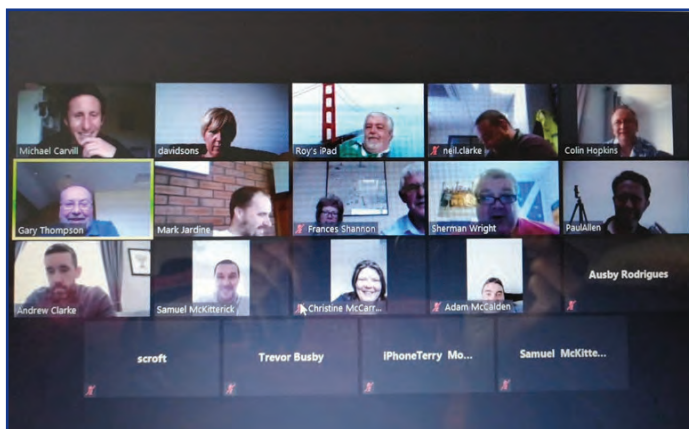 Michael Carvill
davidsons
Roy's iPad
neil.clarke
Colin Hopkins
Gary Thompson
Mark Jardine
Frances Shannon
Sherman Wright
PaulAllen
Andrew Clarke
Samuel McKitterick
Christine McCarr...
Adam McCalden
Ausby Rodrigues
scroft
Trevor Busby
iPhoneTerry Mo...
Samuel McKitte...